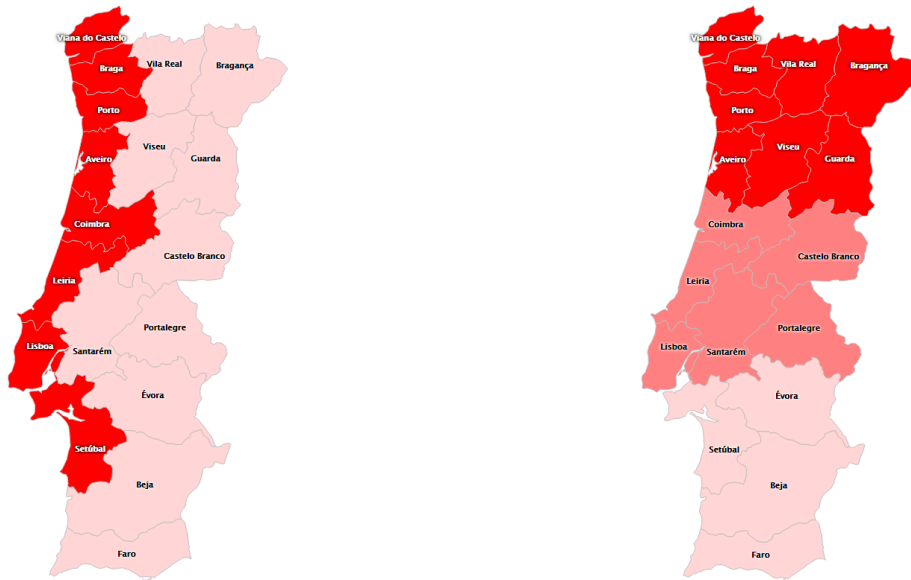 Viana do Castelo
Vila Real
Bragança
Braga
Porto
Viseu
Aveiro
Guarda
Coimbra
Castelo Branco
Leiria
Portalegre
Lisboa
Santarém
Évora
Setúbal
Beja
Faro
Viana do Castelo
Vila Real
Bragança
Braga
Porto
Viseu
Aveiro
Guarda
Coimbra
Castelo Branco
Leiria
Portalegre
Lisboa
Santarém
Évora
Setúbal
Beja
Faro